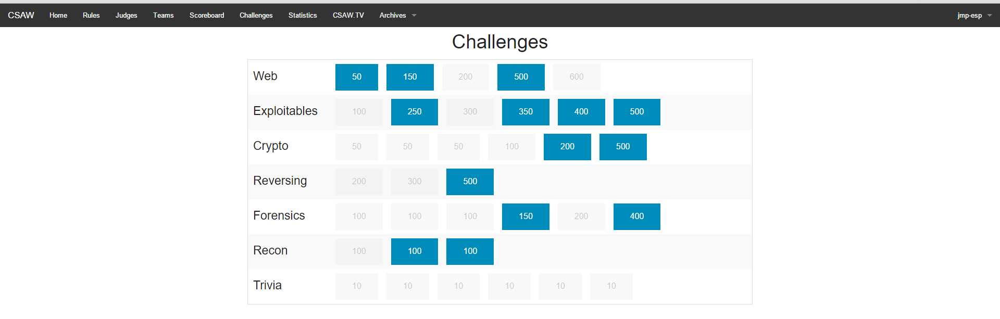 CSAW Home Rules Judges Teams Scoreboard Challenges Statistics CSAW.TV Archives jmp-esp
Challenges
Web 50 150 200 500 600
Exploitables 100 250 300 350 400 500
Crypto 50 50 50 100 200 500
Reversing 200 300 500
Forensics 100 100 100 150 200 400
Recon 100 100 100
Trivia 10 10 10 10 10 10